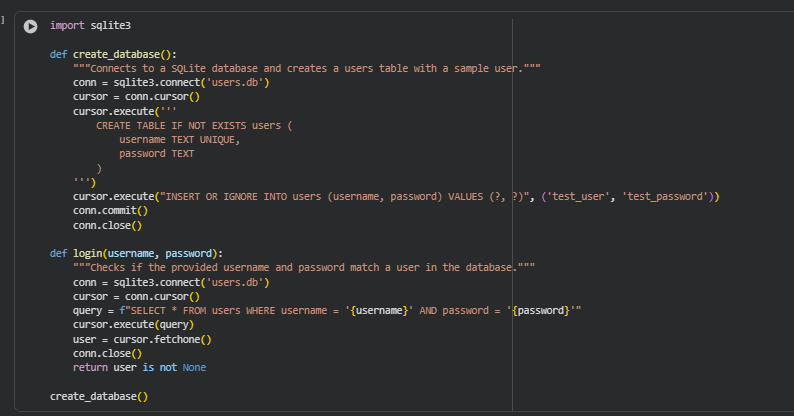 ]
import sqlite3
def create_database():
    """Connects to a SQLite database and creates a users table with a sample user."""
    conn = sqlite3.connect('users.db')
    cursor = conn.cursor()
    cursor.execute('''
        CREATE TABLE IF NOT EXISTS users (
            username TEXT UNIQUE,
            password TEXT
        )
    ''')
    cursor.execute("INSERT OR IGNORE INTO users (username, password) VALUES (?, ?)", ('test_user', 'test_password'))
    conn.commit()
    conn.close()
def login(username, password):
    """Checks if the provided username and password match a user in the database."""
    conn = sqlite3.connect('users.db')
    cursor = conn.cursor()
    query = f"SELECT * FROM users WHERE username = '{username}' AND password = '{password}'"
    cursor.execute(query)
    user = cursor.fetchone()
    conn.close()
    return user is not None
create_database()